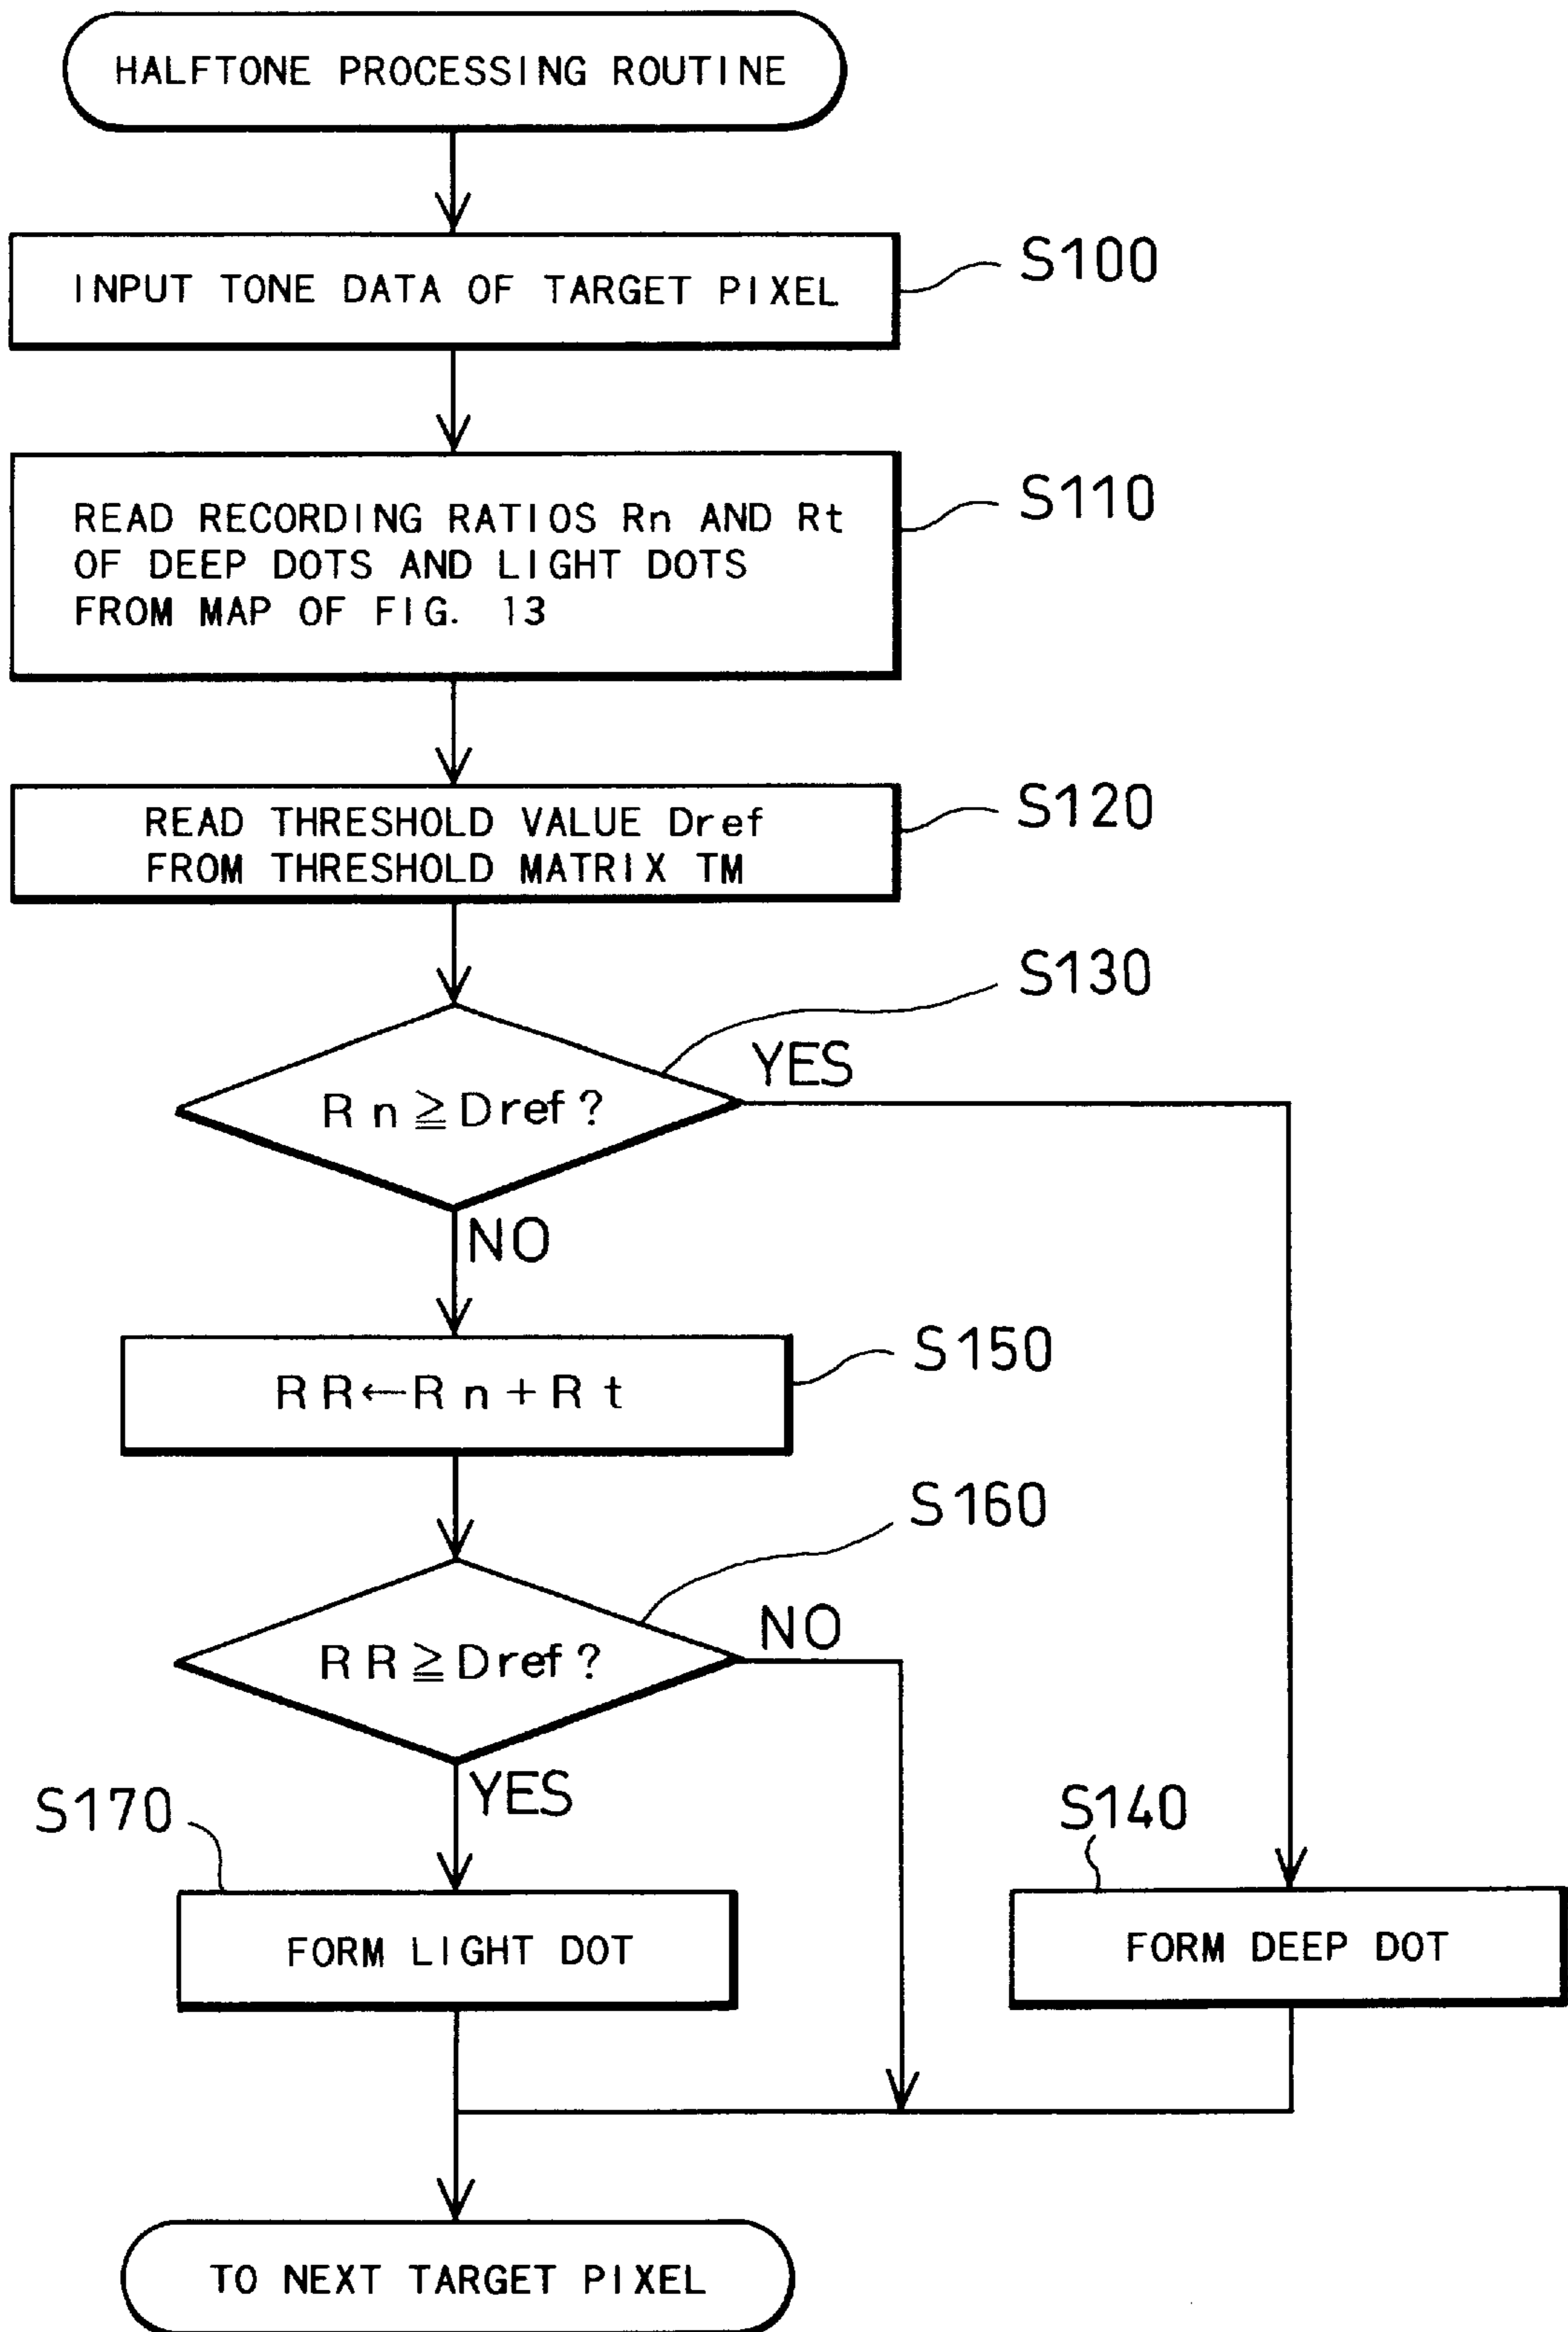 HALFTONE PROCESSING ROUTINE
INPUT TONE DATA OF TARGET PIXEL
S100
READ RECORDING RATIOS Rn AND Rt
OF DEEP DOTS AND LIGHT DOTS
FROM MAP OF FIG. 13
S110
READ THRESHOLD VALUE Dref
FROM THRESHOLD MATRIX TM
S120
S130
Rn≧Dref?
YES
NO
RR←Rn+Rt
S150
S160
RR≧Dref?
NO
YES
S170
FORM LIGHT DOT
S140
FORM DEEP DOT
TO NEXT TARGET PIXEL